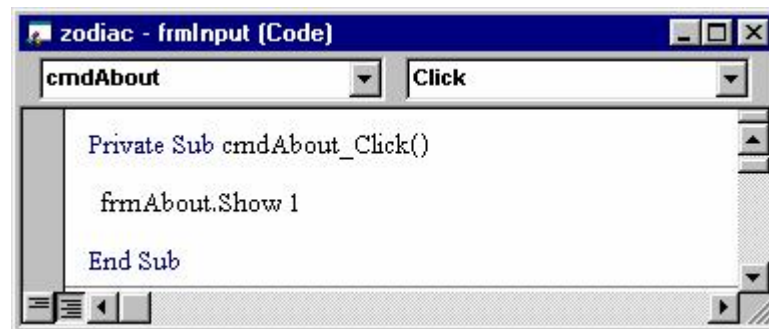 zodiac - frmInput (Code)
cmdAbout Click
Private Sub cmdAbout_Click()
frmAbout.Show 1
End Sub